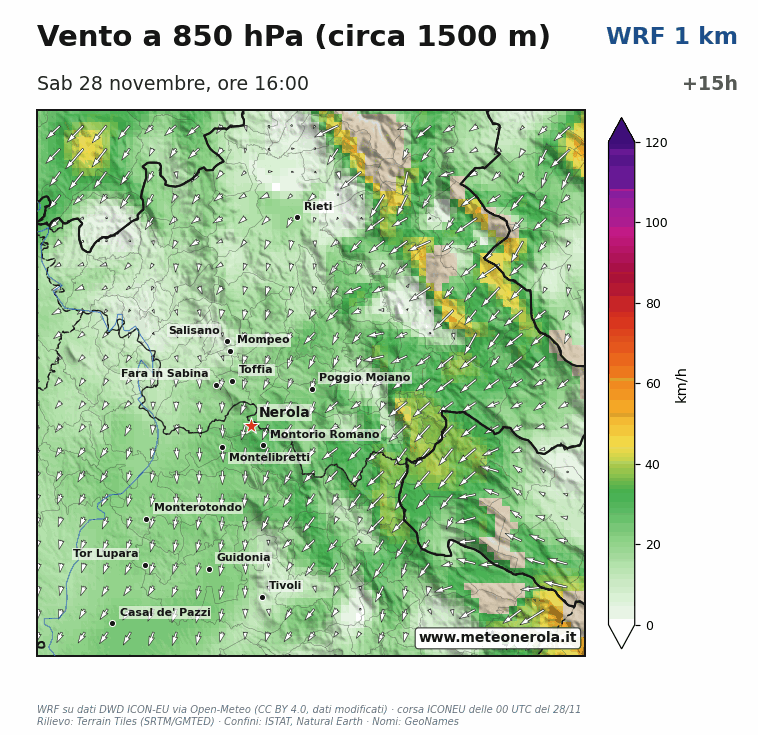 Vento a 850 hPa (circa 1500 m)
WRF 1 km
Sab 28 novembre, ore 16:00
+15h
120
100
80
60
40
20
0
km/h
Rieti
Salisano
Mompeo
Fara in Sabina
Toffia
Poggio Moiano
Nerola
Montorio Romano
Montelibretti
Monterotondo
Tor Lupara
Guidonia
Tivoli
Casal de' Pazzi
www.meteonerola.it
WRF su dati DWD ICON-EU via Open-Meteo (CC BY 4.0, dati modificati) · corsa ICONEU delle 00 UTC del 28/11
Rilievo: Terrain Tiles (SRTM/GMTED) · Confini: ISTAT, Natural Earth · Nomi: GeoNames